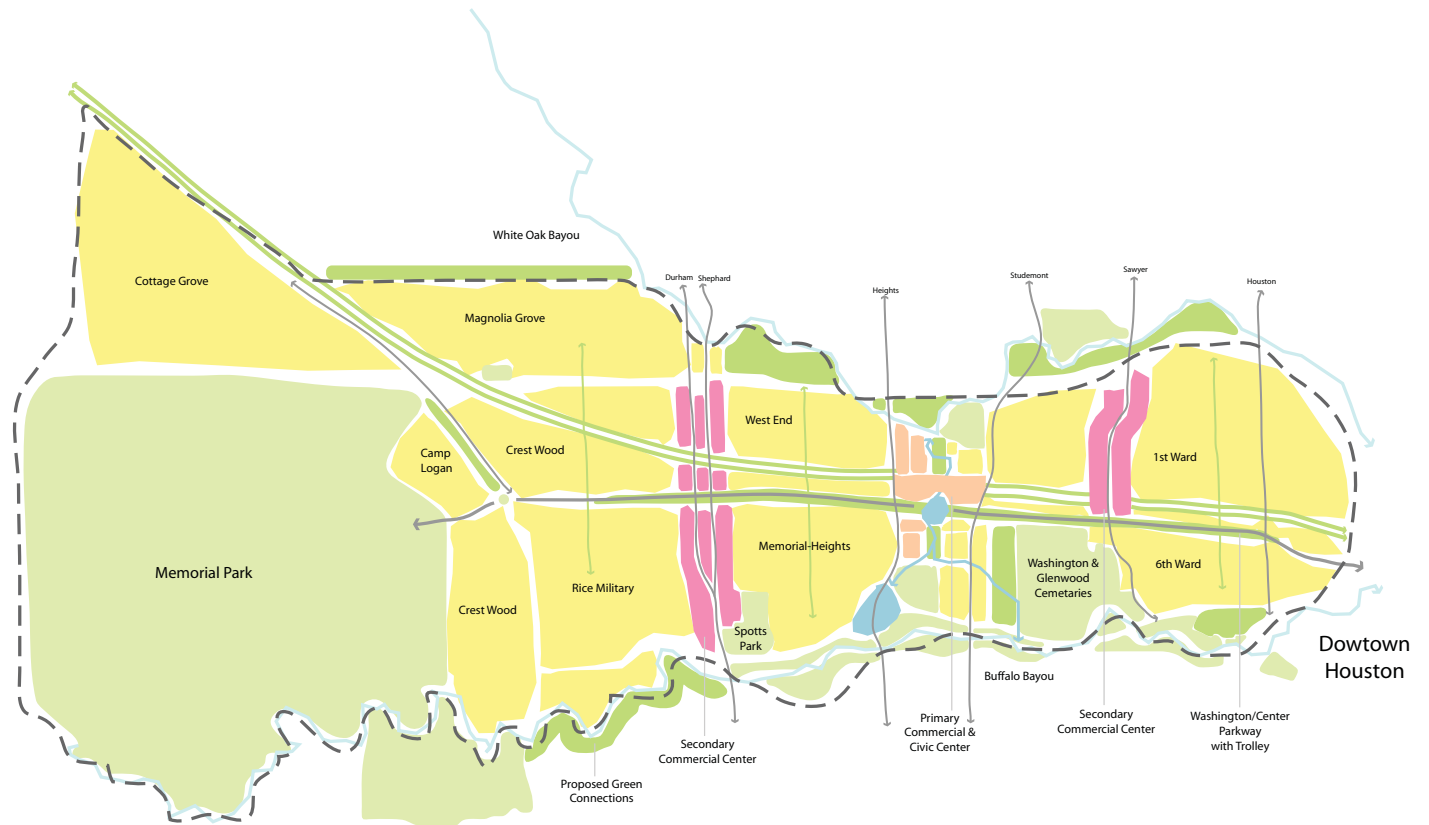 White Oak Bayou
Cottage Grove
Magnolia Grove
Durham
Shephard
Heights
Studemont
Sawyer
Houston
West End
Crest Wood
Camp
Logan
1st Ward
Memorial Park
Memorial-Heights
Rice Military
Crest Wood
Spotts
Park
Washington &
Glenwood
Cemetaries
6th Ward
Dowtown
Houston
Buffalo Bayou
Primary
Commercial &
Civic Center
Secondary
Commercial Center
Washington/Center
Parkway
with Trolley
Secondary
Commercial Center
Proposed Green
Connections